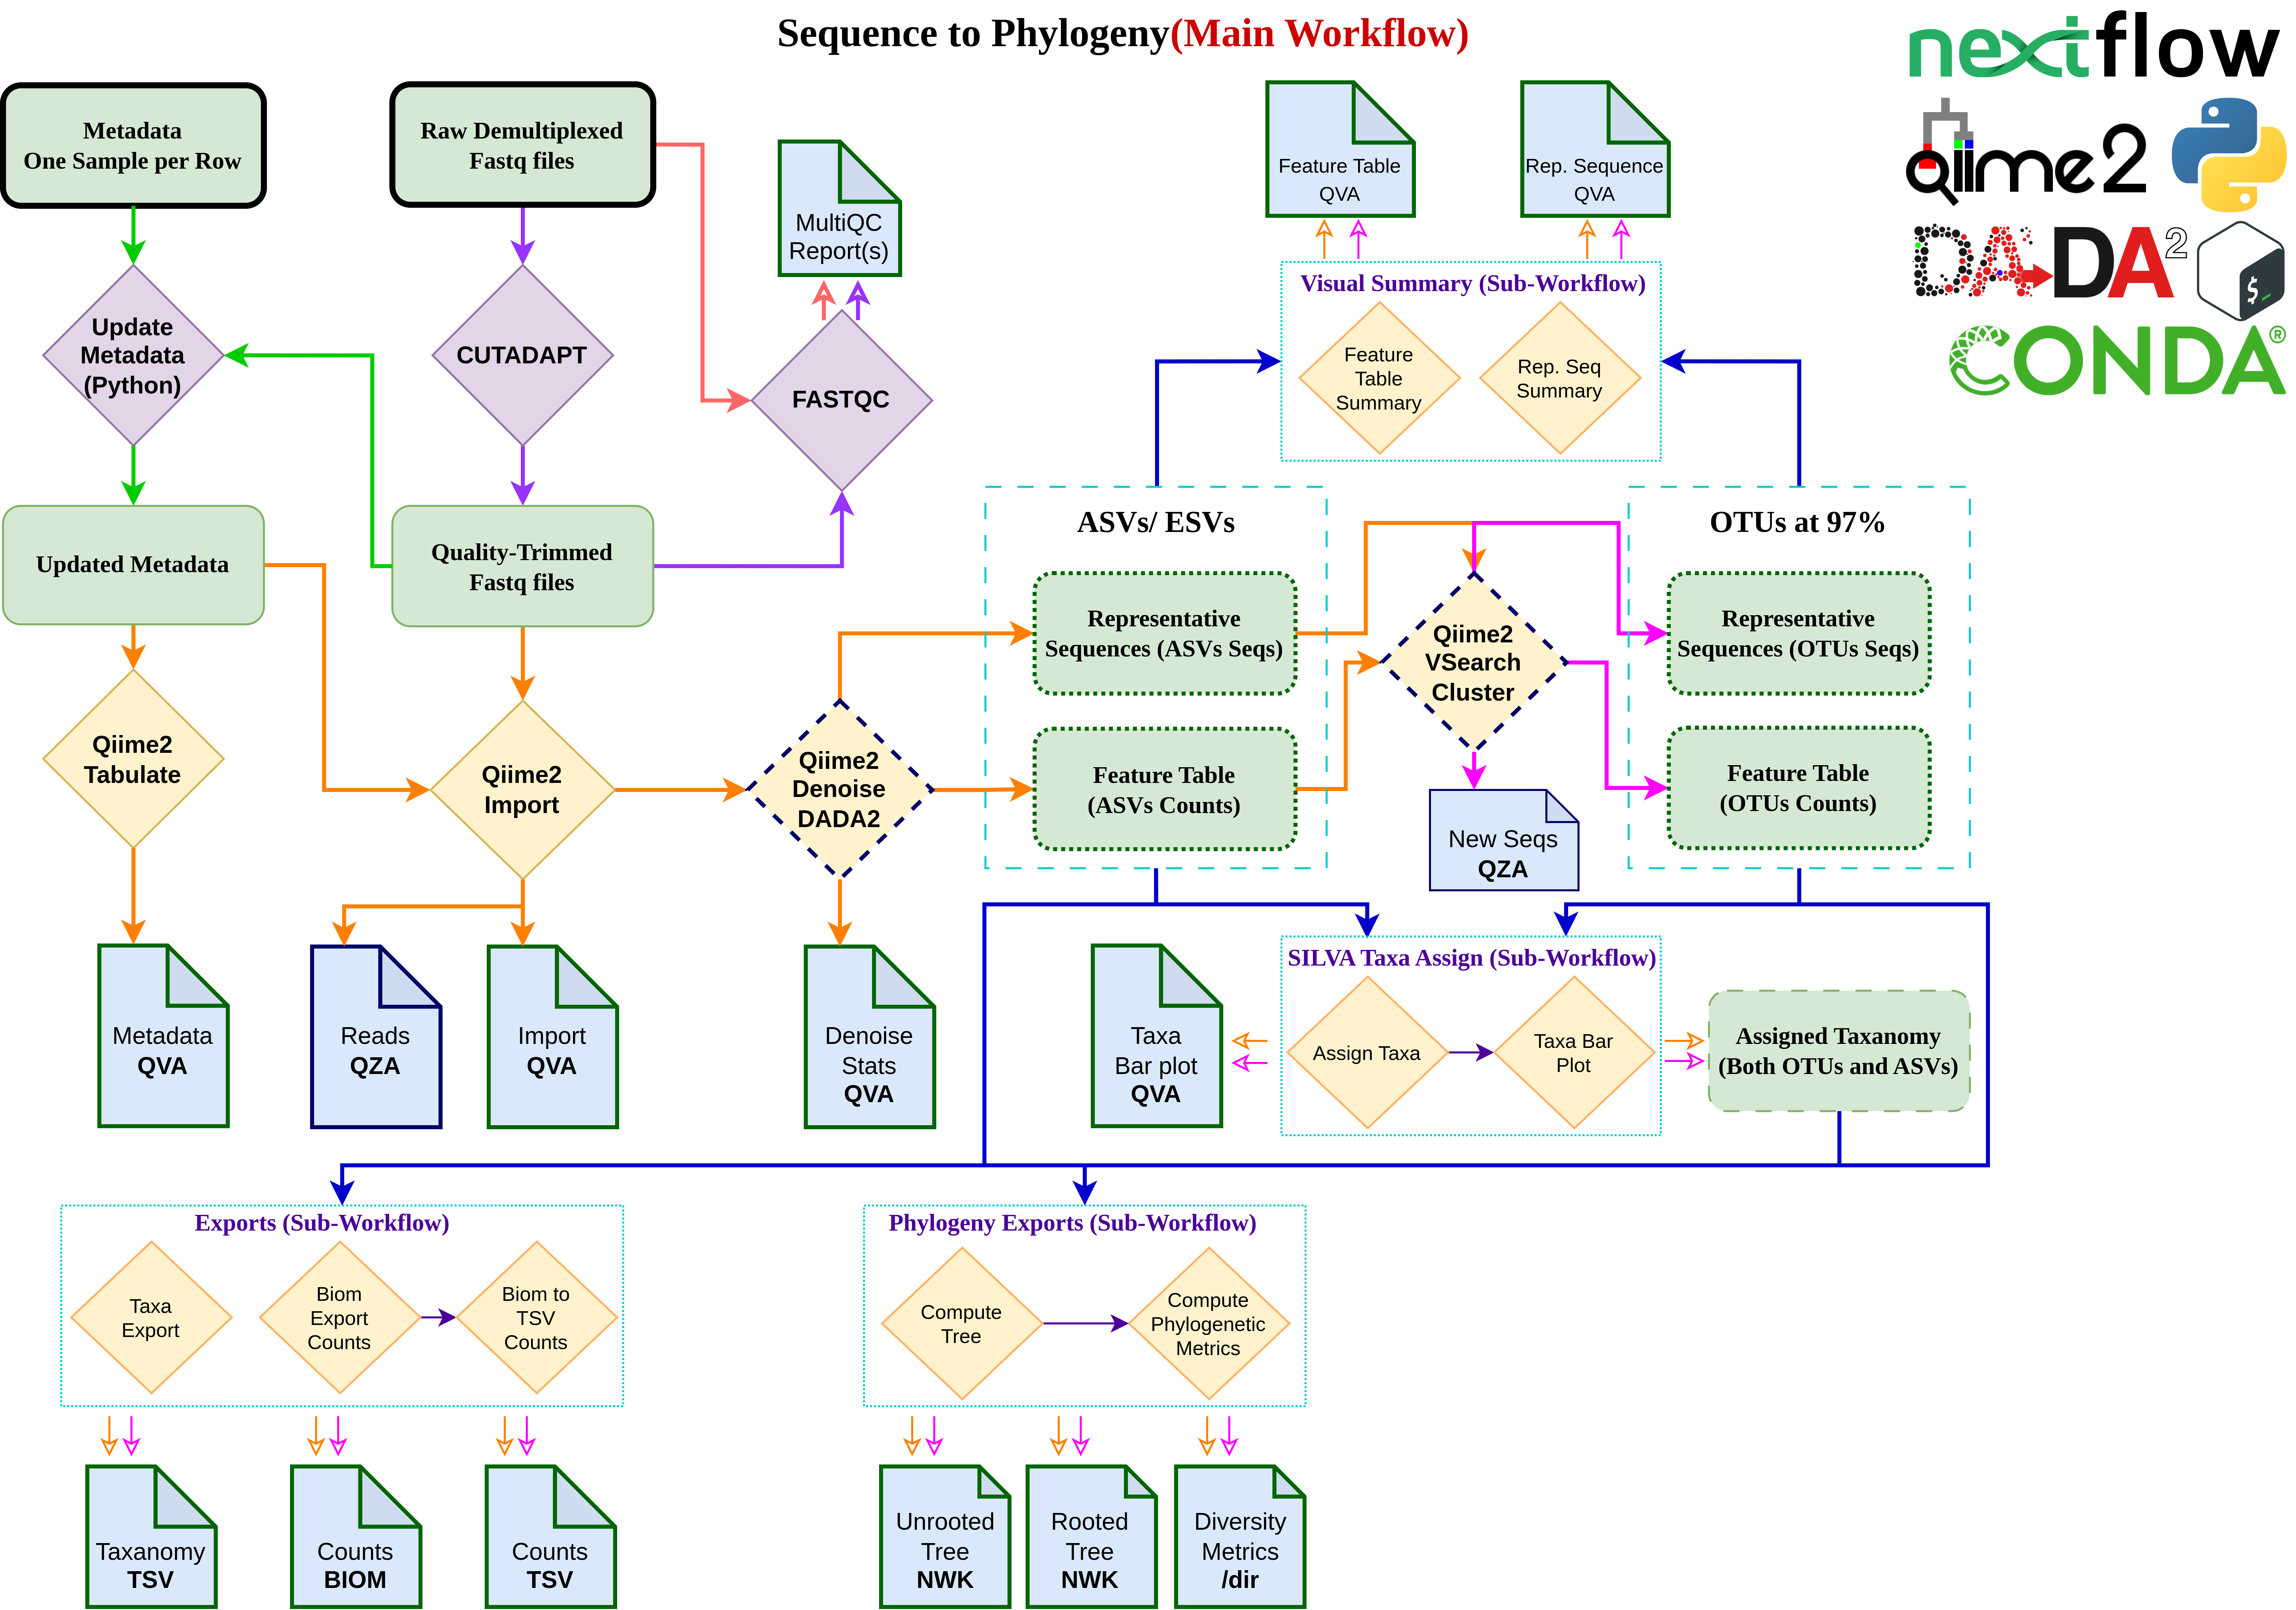 Sequence to Phylogeny(Main Workflow)
nextflow
Qiime2
DADA2
DA
$_
CONDA®
Metadata
One Sample per Row
Raw Demultiplexed
Fastq files
MultiQC
Report(s)
Feature Table
QVA
Rep. Sequence
QVA
Update
Metadata
(Python)
CUTADAPT
FASTQC
Visual Summary (Sub-Workflow)
Feature
Table
Summary
Rep. Seq
Summary
Updated Metadata
Quality-Trimmed
Fastq files
ASVs/ ESVs
OTUs at 97%
Representative
Sequences (ASVs Seqs)
Qiime2
VSearch
Cluster
Representative
Sequences (OTUs Seqs)
Qiime2
Tabulate
Qiime2
Import
Qiime2
Denoise
DADA2
Feature Table
(ASVs Counts)
Feature Table
(OTUs Counts)
New Seqs
QZA
Metadata
QVA
Reads
QZA
Import
QVA
Denoise
Stats
QVA
Taxa
Bar plot
QVA
SILVA Taxa Assign (Sub-Workflow)
Assign Taxa
Taxa Bar
Plot
Assigned Taxanomy
(Both OTUs and ASVs)
Exports (Sub-Workflow)
Taxa
Export
Biom
Export
Counts
Biom to
TSV
Counts
Phylogeny Exports (Sub-Workflow)
Compute
Tree
Compute
Phylogenetic
Metrics
Taxanomy
TSV
Counts
BIOM
Counts
TSV
Unrooted
Tree
NWK
Rooted
Tree
NWK
Diversity
Metrics
/dir